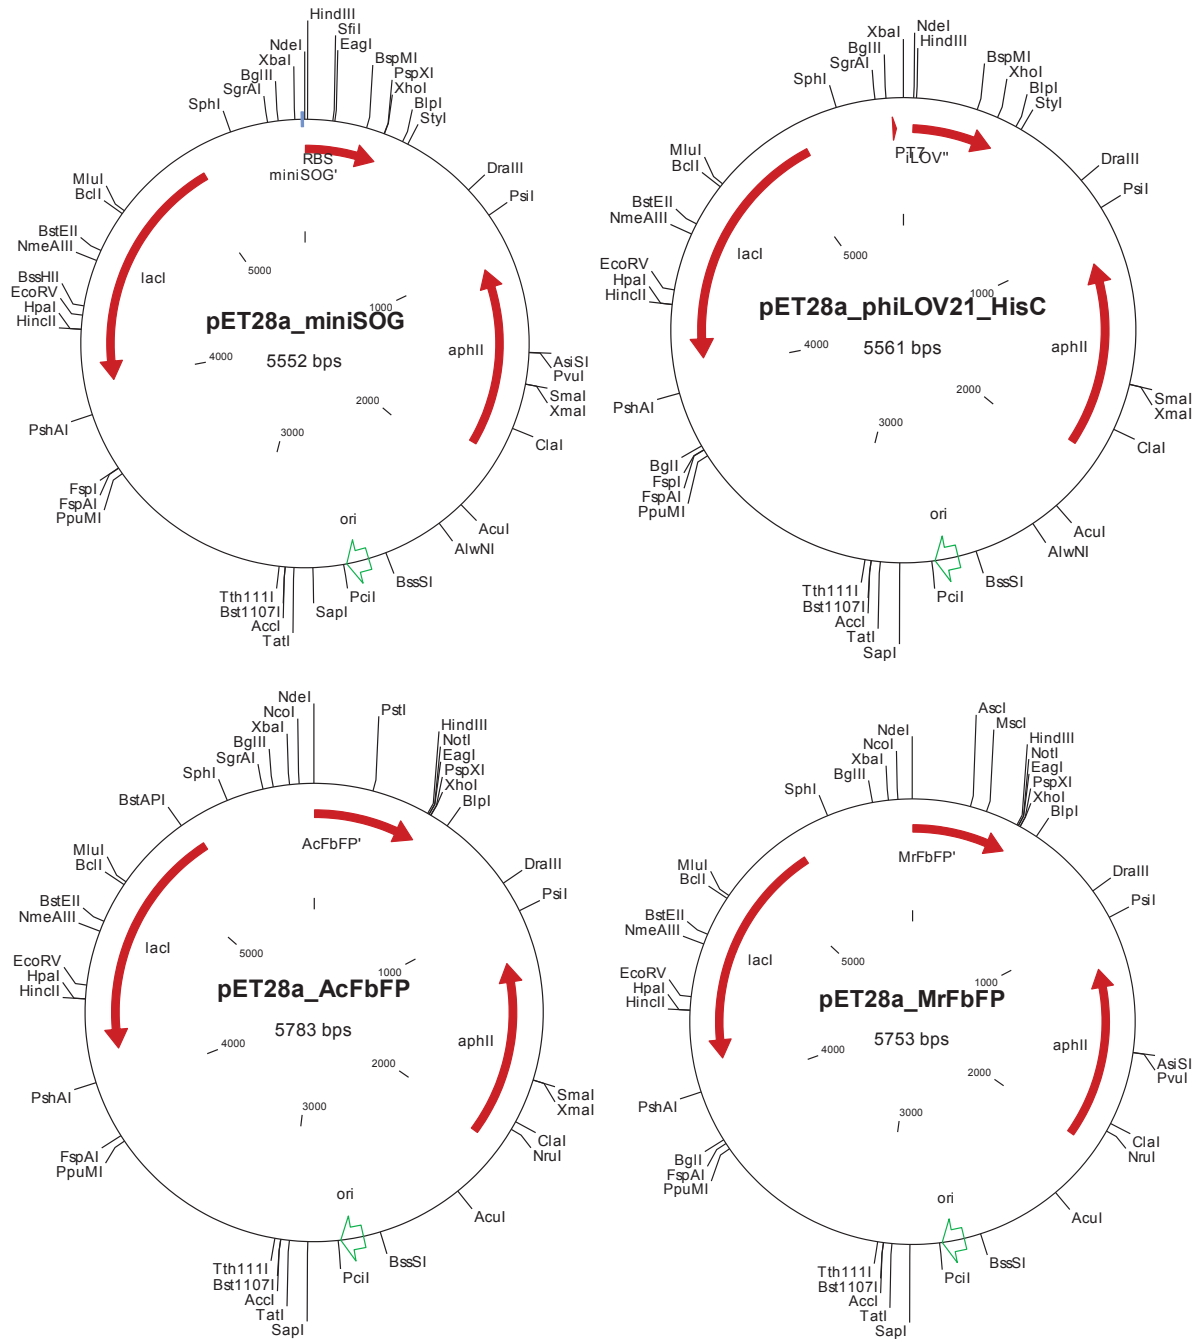 HindIII
SfiI
EagI
NdeI
XbaI
BglII
SgrAI
SphI
BspMI
PspXI
XhoI
BlpI
StyI
RBS
miniSOG'
DraIII
PsiI
MluI
BclI
BstEII
NmeAIII
BssHII
EcoRV
HpaI
HincII
lacI
5000
1000
pET28a_miniSOG
5552 bps
4000
aphII
2000
3000
AsiSI
PvuI
SmaI
XmaI
ClaI
PshAI
FspI
FspAI
PpuMI
ori
AcuI
AlwNI
BssSI
PciI
SapI
Tth111I
Bst1107I
AccI
TatI
NdeI
HindIII
XbaI
BglII
SgrAI
SphI
BspMI
XhoI
BlpI
StyI
PT7
iLOV"
DraIII
PsiI
MluI
BclI
BstEII
NmeAIII
EcoRV
HpaI
HincII
lacI
5000
1000
pET28a_phiLOV21_HisC
5561 bps
4000
aphII
2000
3000
SmaI
XmaI
ClaI
PshAI
BglI
FspI
FspAI
PpuMI
ori
AcuI
AlwNI
BssSI
PciI
Tth111I
Bst1107I
AccI
TatI
SapI
NdeI
NcoI
XbaI
BglII
SgrAI
SphI
BstAPI
PstI
HindIII
NotI
EagI
PspXI
XhoI
BlpI
AcFbFP'
DraIII
PsiI
MluI
BclI
BstEII
NmeAIII
EcoRV
HpaI
HincII
lacI
5000
1000
pET28a_AcFbFP
5783 bps
4000
aphII
2000
3000
SmaI
XmaI
ClaI
NruI
PshAI
FspAI
PpuMI
ori
AcuI
BssSI
PciI
Tth111I
Bst1107I
AccI
TatI
SapI
AscI
MscI
NdeI
NcoI
XbaI
BglII
SphI
HindIII
NotI
EagI
PspXI
XhoI
BlpI
MrFbFP'
DraIII
PsiI
MluI
BclI
BstEII
NmeAIII
EcoRV
HpaI
HincII
lacI
5000
1000
pET28a_MrFbFP
5753 bps
4000
aphII
2000
3000
AsiSI
PvuI
ClaI
NruI
PshAI
BglI
FspAI
PpuMI
ori
AcuI
BssSI
PciI
Tth111I
Bst1107I
AccI
TatI
SapI